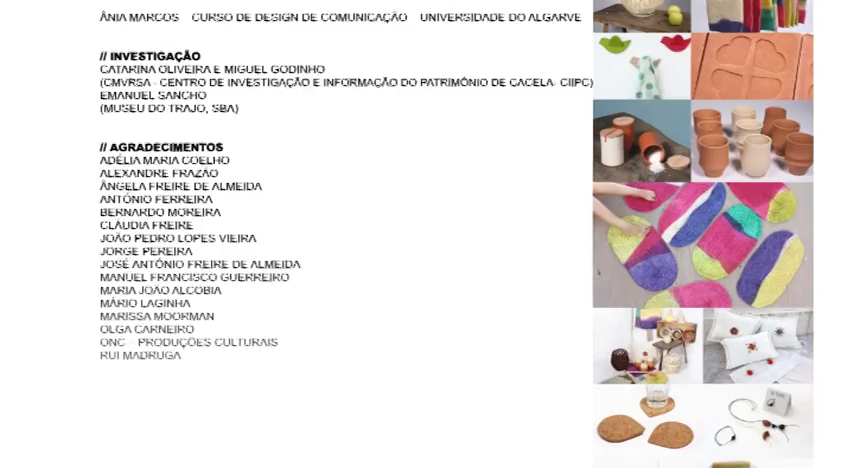 ÂNIA MARCOS – CURSO DE DESIGN DE COMUNICAÇÃO – UNIVERSIDADE DO ALGARVE
// INVESTIGAÇÃO
CATARINA OLIVEIRA E MIGUEL GODINHO
(CMVRSA - CENTRO DE INVESTIGAÇÃO E INFORMAÇÃO DO PATRIMÓNIO DE CACELA- CIIPC)
EMANUEL SANCHO
(MUSEU DO TRAJO, SBA)
// AGRADECIMENTOS
ADÉLIA MARIA COELHO
ALEXANDRE FRAZÃO
ÂNGELA FREIRE DE ALMEIDA
ANTÓNIO FERREIRA
BERNARDO MOREIRA
CLÁUDIA FREIRE
JOÃO PEDRO LOPES VIEIRA
JORGE PEREIRA
JOSÉ ANTÓNIO FREIRE DE ALMEIDA
MANUEL FRANCISCO GUERREIRO
MARIA JOÃO ALCOBIA
MÁRIO LAGINHA
MARISSA MOORMAN
OLGA CARNEIRO
ONC – PRODUÇÕES CULTURAIS
RUI MADRUGA